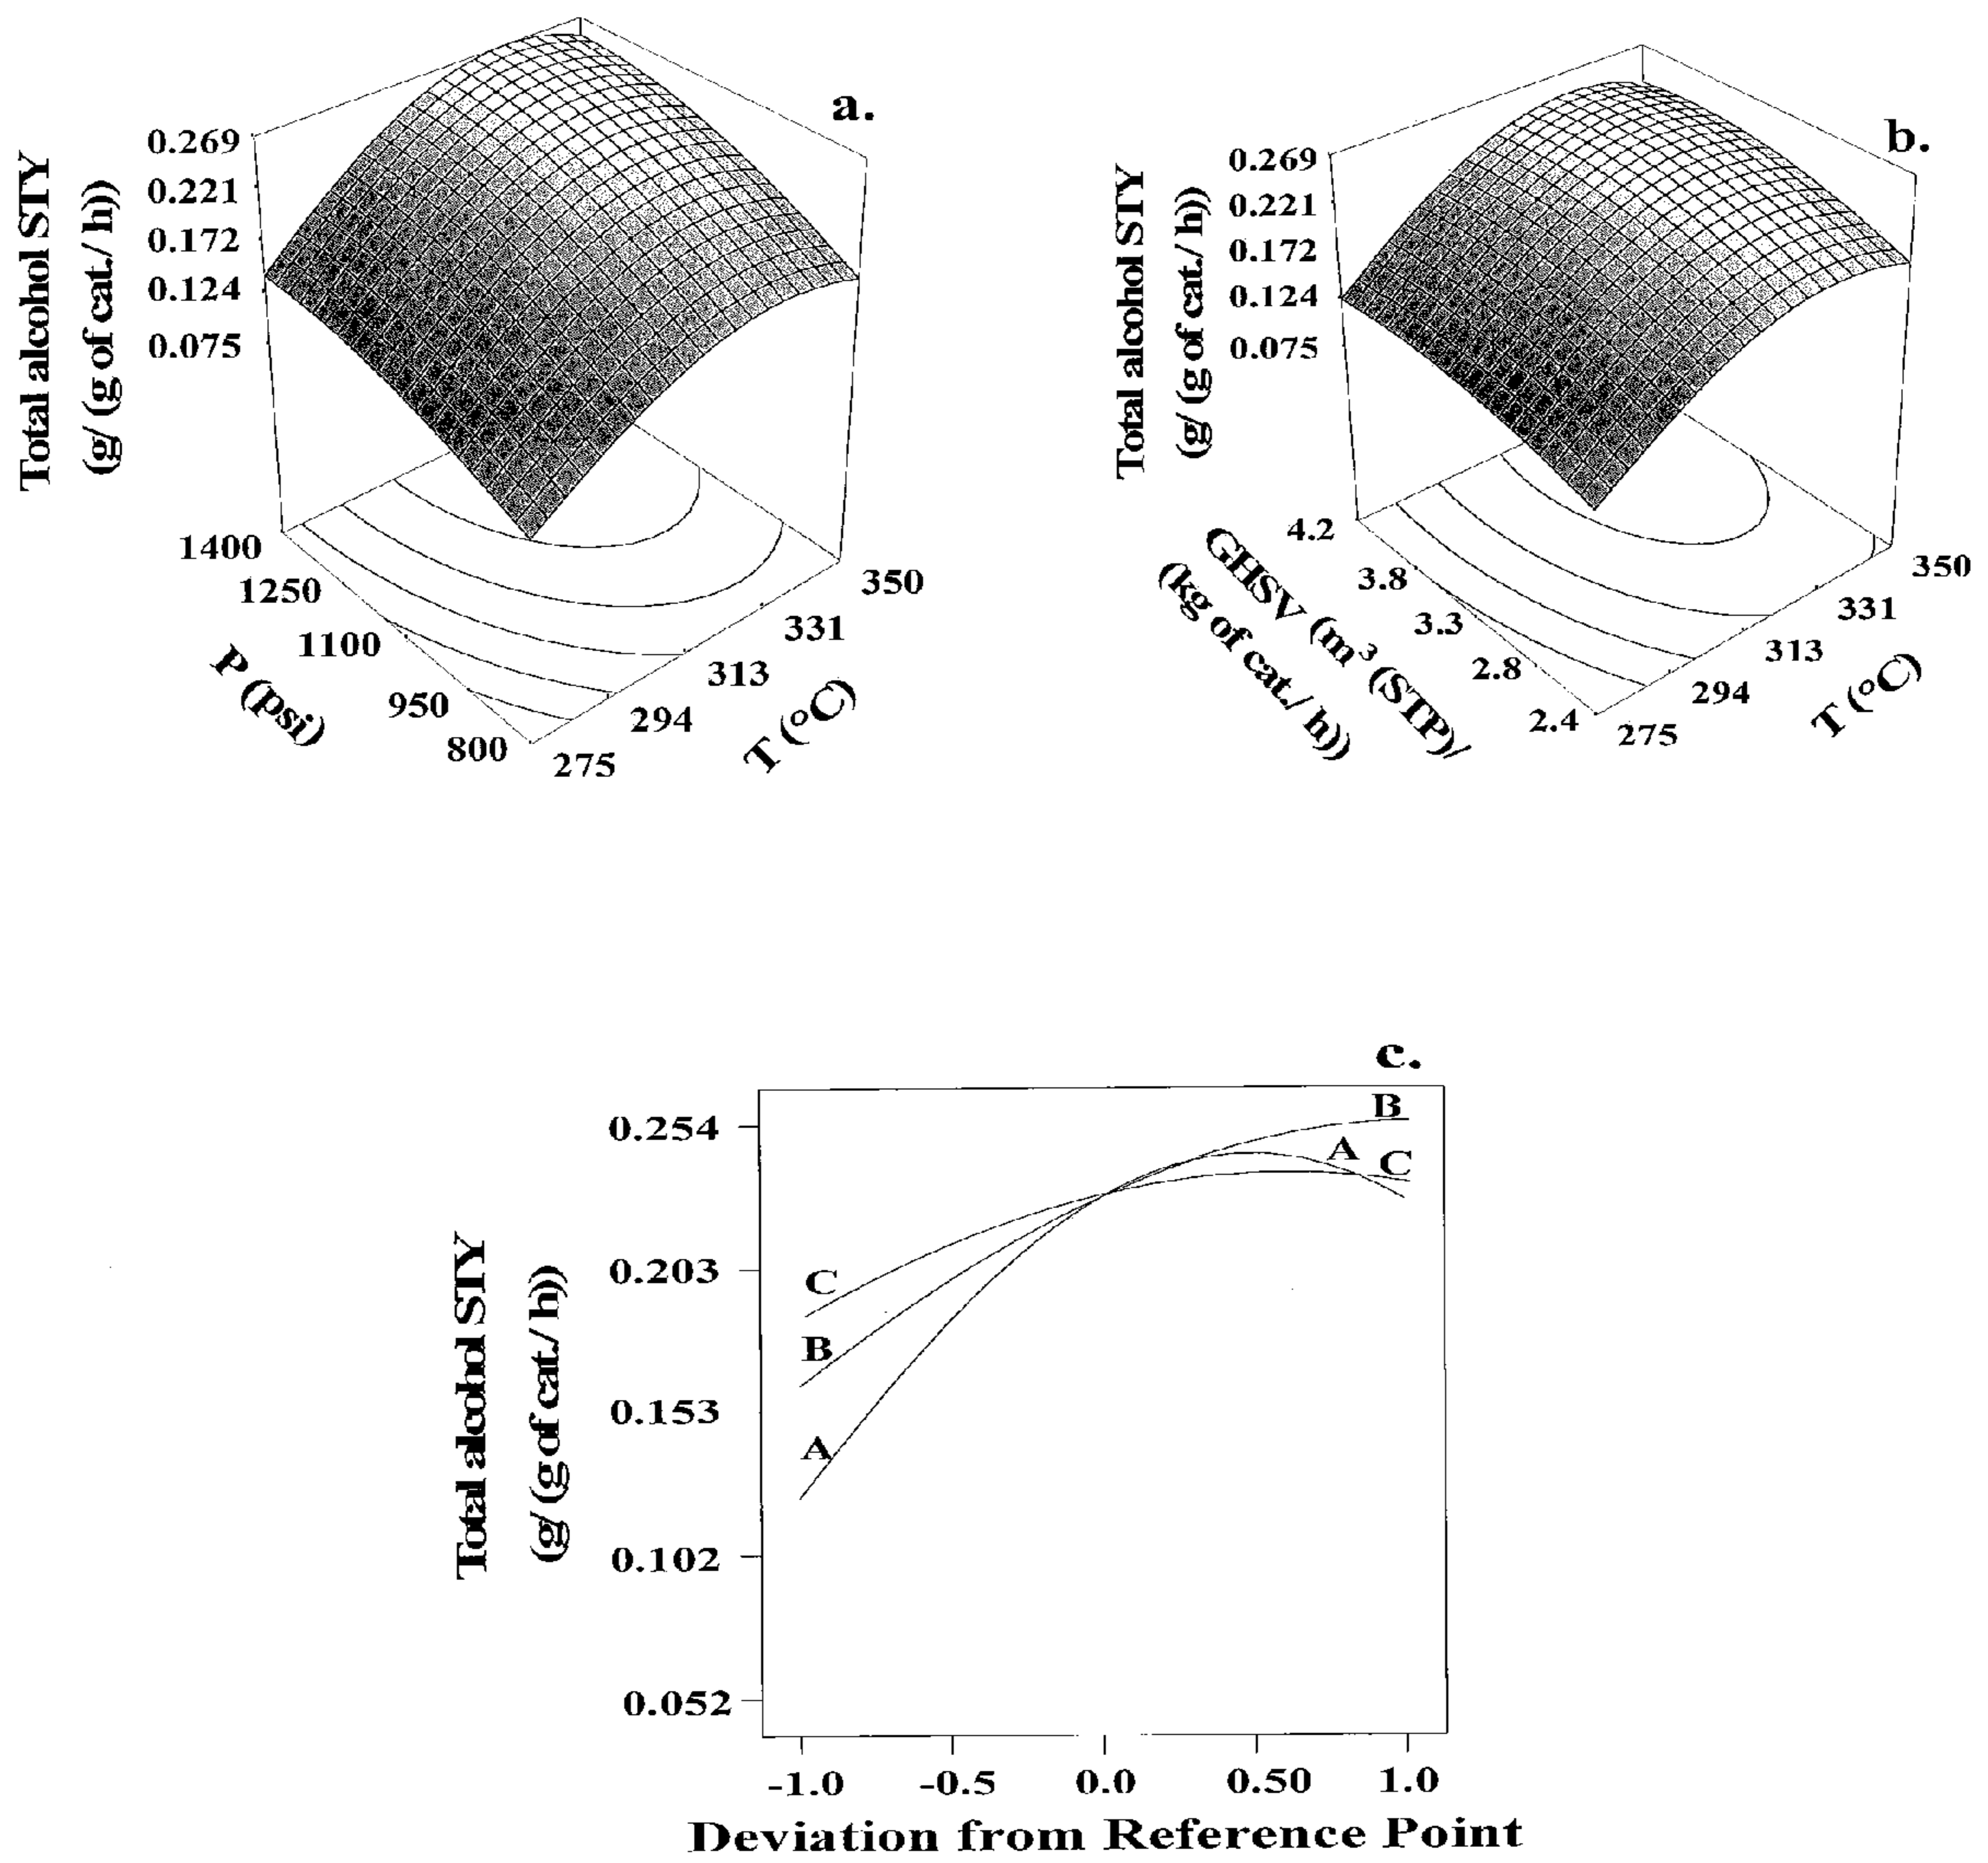 a.
Total alcohol STY
(g/ (g of cat./ h))
0.269
0.221
0.172
0.124
0.075
1400
1250
1100
950
800
P (psi)
275
294
313
331
350
T (°C)
b.
Total alcohol STY
(g/ (g of cat./ h))
0.269
0.221
0.172
0.124
0.075
4.2
3.8
3.3
2.8
2.4
GHSV (m³ (STP)/
(kg of cat./ h))
275
294
313
331
350
T (°C)
c.
Total alcohol STY
(g/ (g of cat./ h))
0.254
0.203
0.153
0.102
0.052
B
A
C
C
B
A
-1.0
-0.5
0.0
0.50
1.0
Deviation from Reference Point